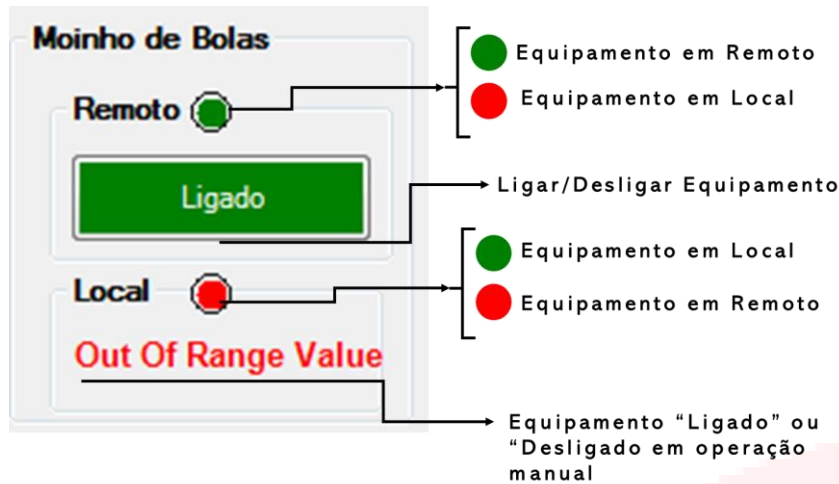 Moinho de Bolas
Remoto
Ligado
Local
Out Of Range Value
Equipamento em Remoto
Equipamento em Local
Ligar/Desligar Equipamento
Equipamento em Local
Equipamento em Remoto
Equipamento “Ligado” ou
“Desligado em operação
manual